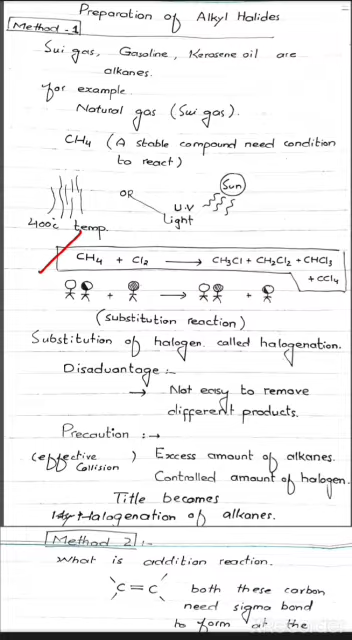 Preparation of Alkyl Halides
Method -1
Sui gas, Gasoline, Kerosene oil are
alkanes.
for example
Natural gas (Sui gas).
CH4 (A stable compound need condition
to react)
Sun
OR
U.V
Light
400°C temp.
CH4 + Cl2 → CH3Cl + CH2Cl2 + CHCl3
+ CCl4
+ → +
(substitution reaction)
Substitution of halogen called halogenation.
Disadvantage :-
→ Not easy to remove
different products.
Precaution :→
(effective Collision) Excess amount of alkanes.
Controlled amount of halogen.
Title becomes
Halogenation of alkanes.
Method 2 :-
What is addition reaction.
C = C both these carbon
need sigma bond
to form at the